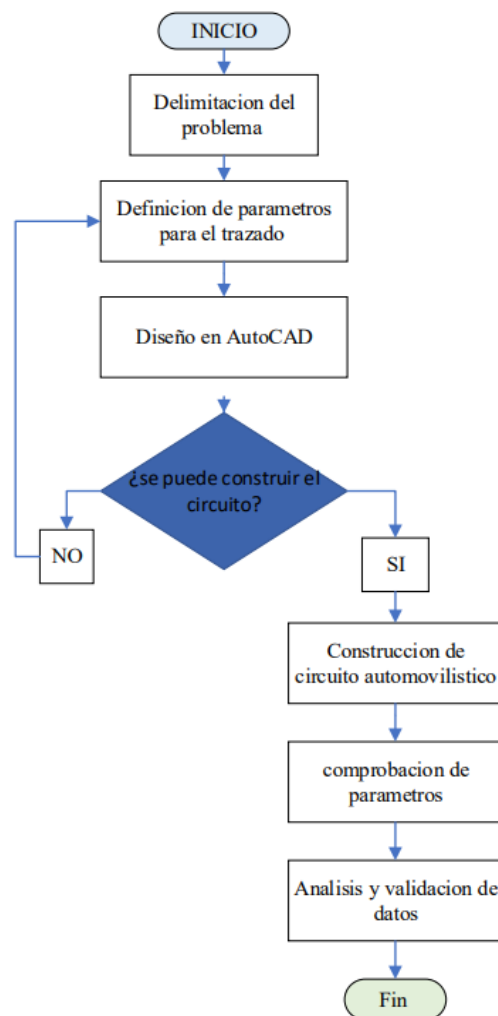 INICIO
Delimitacion del
problema
Definicion de parametros
para el trazado
Diseño en AutoCAD
¿se puede construir el
circuito?
NO
SI
Construccion de
circuito automovilistico
comprobacion de
parametros
Analisis y validacion de
datos
Fin